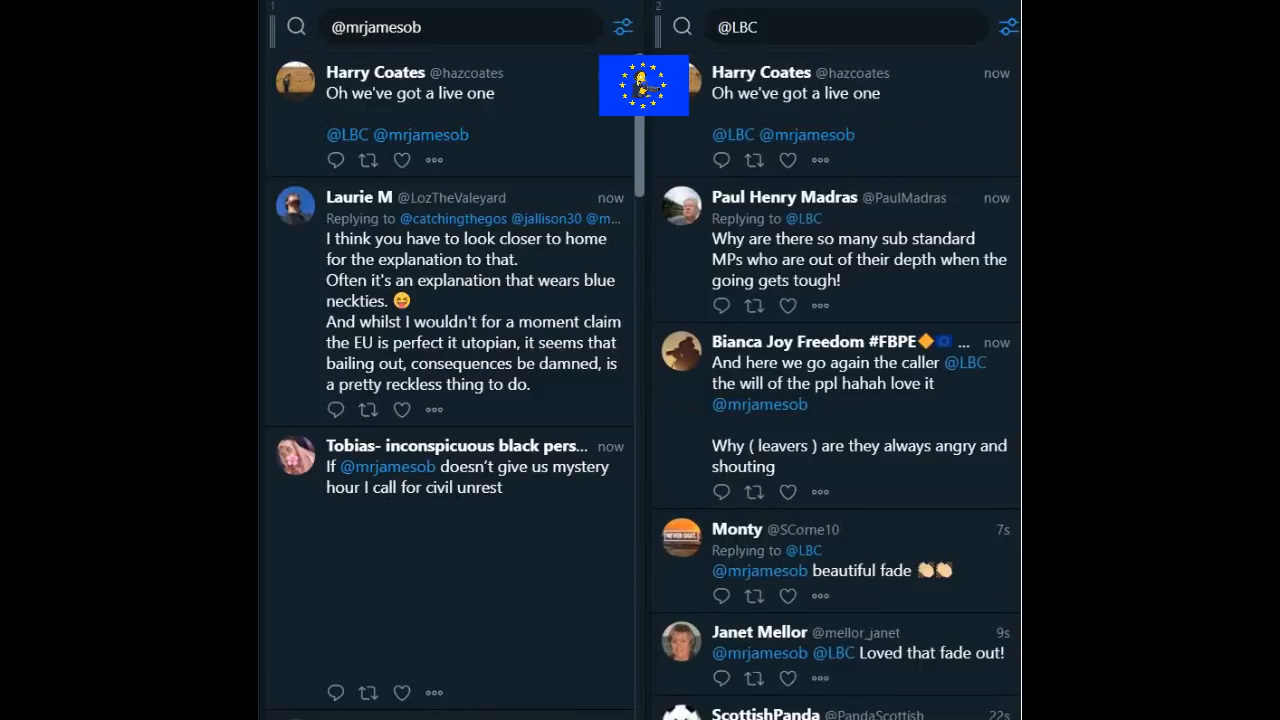 1
@mrjamesob
Harry Coates @hazcoates
Oh we've got a live one
@LBC @mrjamesob
Laurie M @LozTheValeyard now
Replying to @catchingthegos @jallison30 @m...
I think you have to look closer to home
for the explanation to that.
Often it's an explanation that wears blue
neckties. 😝
And whilst I wouldn't for a moment claim
the EU is perfect it utopian, it seems that
bailing out, consequences be damned, is
a pretty reckless thing to do.
Tobias- inconspicuous black pers... now
If @mrjamesob doesn’t give us mystery
hour I call for civil unrest
2
@LBC
Harry Coates @hazcoates now
Oh we've got a live one
@LBC @mrjamesob
Paul Henry Madras @PaulMadras now
Replying to @LBC
Why are there so many sub standard
MPs who are out of their depth when the
going gets tough!
Bianca Joy Freedom #FBPE🔶🇪🇺 ... now
And here we go again the caller @LBC
the will of the ppl hahah love it
@mrjamesob
Why ( leavers ) are they always angry and
shouting
Monty @SCome10 7s
Replying to @LBC
@mrjamesob beautiful fade 👏🏻👏🏻
Janet Mellor @mellor_janet 9s
@mrjamesob @LBC Loved that fade out!
ScottishPanda @PandaScottish 22s